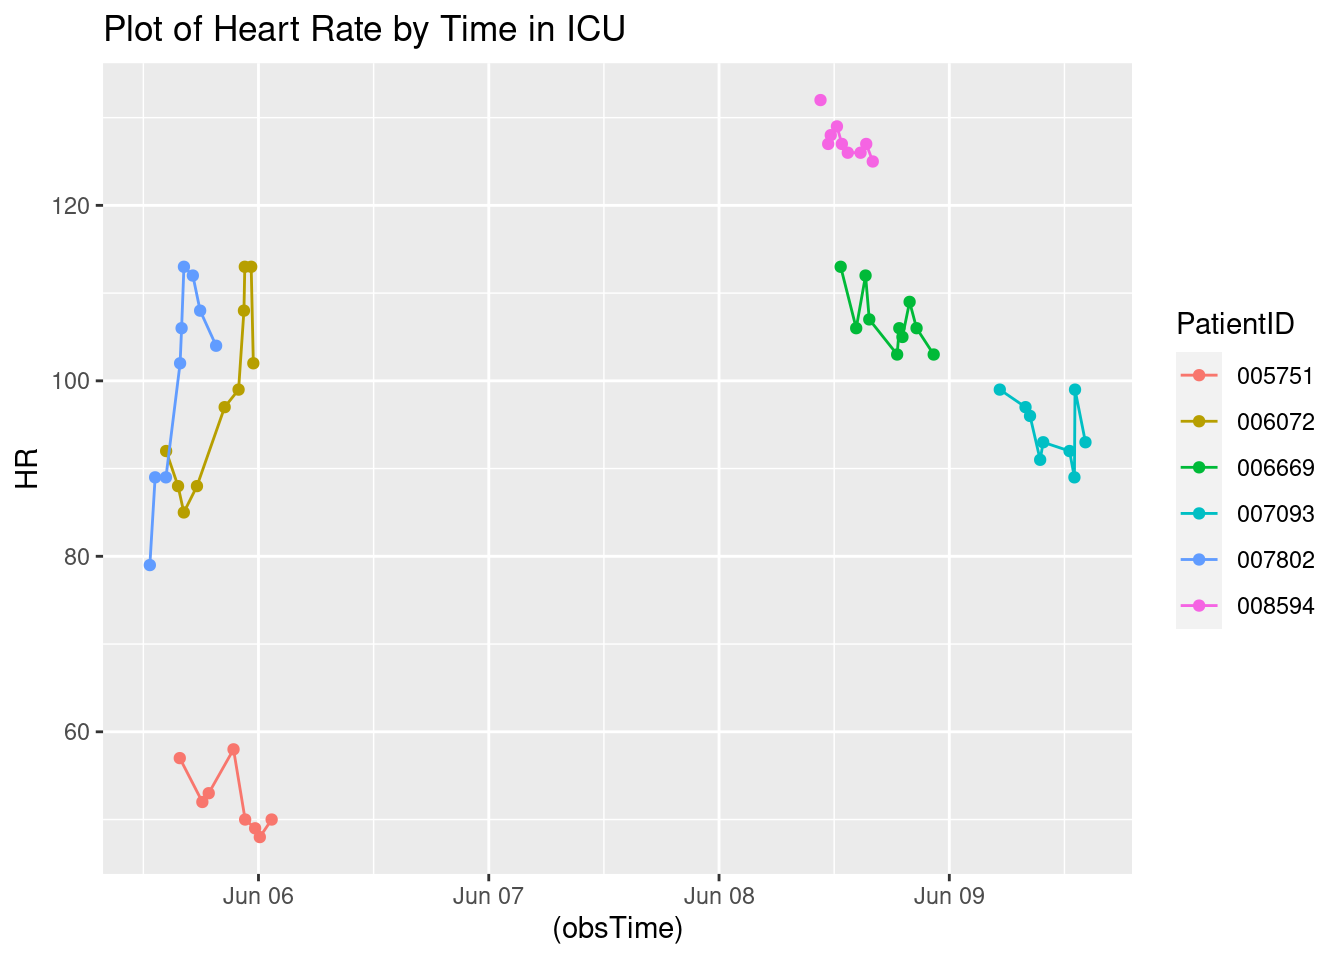 Plot of Heart Rate by Time in ICU
HR
120
100
80
60
Jun 06 Jun 07 Jun 08 Jun 09
(obsTime)
PatientID
005751
006072
006669
007093
007802
008594